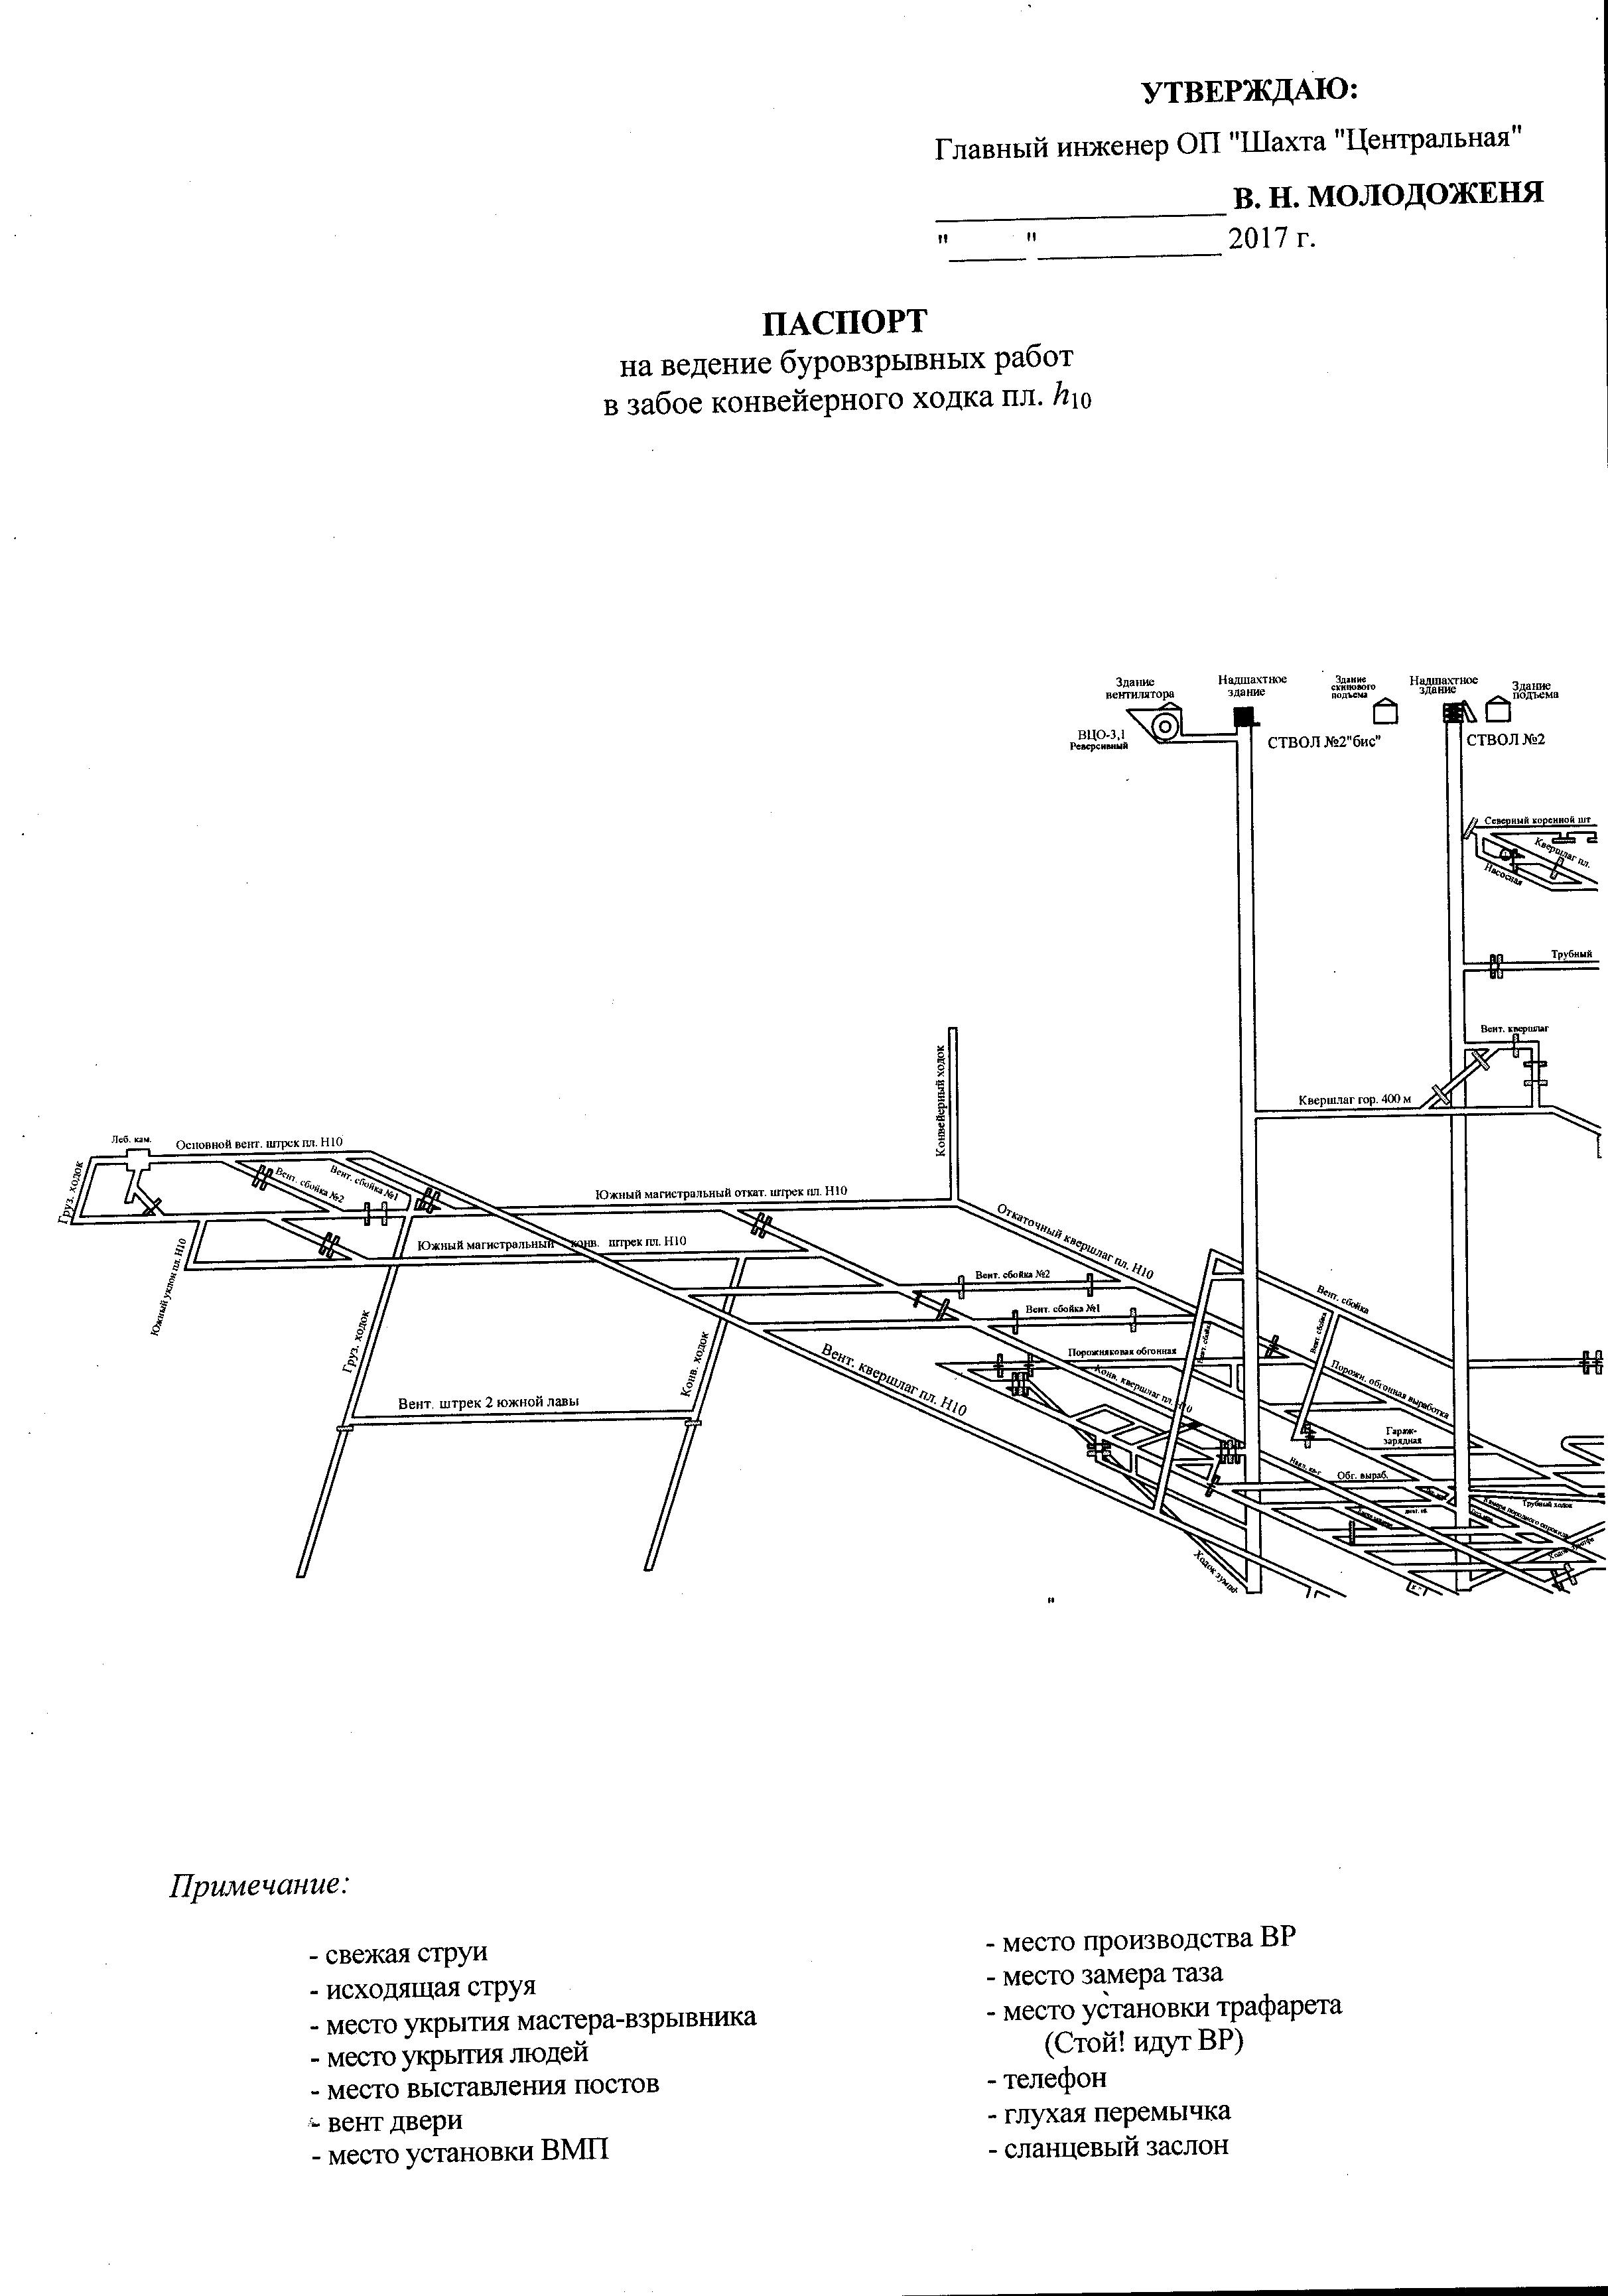 УТВЕРЖДАЮ:
Главный инженер ОП "Шахта "Центральная"
В. Н. МОЛОДОЖЕНЯ
"____" ________ 2017 г.
ПАСПОРТ
на ведение буровзрывных работ
в забое конвейерного ходка пл. h10
Здание
вентилятора
Надшахтное
здание
Здание
скипового
подъема
Надшахтное
здание
Здание
подъема
ВЦО-3,1
Реверсивный
СТВОЛ №2"бис"
СТВОЛ №2
Северный коренной шт
Квершлаг пл.
Насосная
Трубный
Вент. квершлаг
Квершлаг гор. 400 м
Конвейерный ходок
Леб. кам.
Основной вент. штрек пл. Н10
Груз. ходок
Вент. сбойка №2
Вент. сбойка №1
Южный магистральный откат. штрек пл. Н10
Откаточный квершлаг пл. Н10
Южный магистральный конв. штрек пл. Н10
Южный уклон пл. Н10
Вент. сбойка №2
Вент. сбойка №1
Вент. сбойка
Вент. сбойка
Вент. сбойка
Груз. ходок
Конв. ходок
Вент. квершлаг пл. Н10
Порожняковая обгонная
Конв. квершлаг пл. Н10
Порожн. обгонная выработка
Вент. штрек 2 южной лавы
Гараж-
зарядная
Обг. выраб.
Трубный ходок
Ходок зумпф.
Примечание:
- свежая струи
- исходящая струя
- место укрытия мастера-взрывника
- место укрытия людей
- место выставления постов
- вент двери
- место установки ВМП
- место производства ВР
- место замера таза
- место установки трафарета
(Стой! идут ВР)
- телефон
- глухая перемычка
- сланцевый заслон